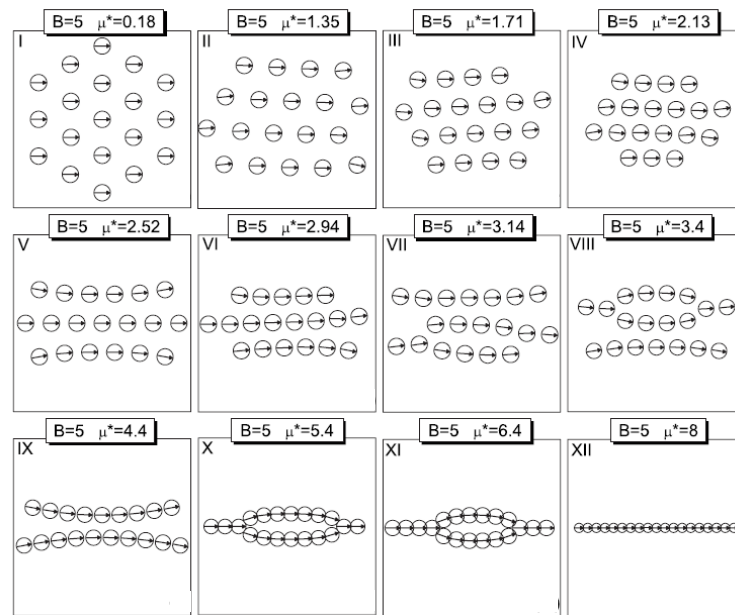 I
B=5 μ*=0.18
II
B=5 μ*=1.35
III
B=5 μ*=1.71
IV
B=5 μ*=2.13
V
B=5 μ*=2.52
VI
B=5 μ*=2.94
VII
B=5 μ*=3.14
VIII
B=5 μ*=3.4
IX
B=5 μ*=4.4
X
B=5 μ*=5.4
XI
B=5 μ*=6.4
XII
B=5 μ*=8